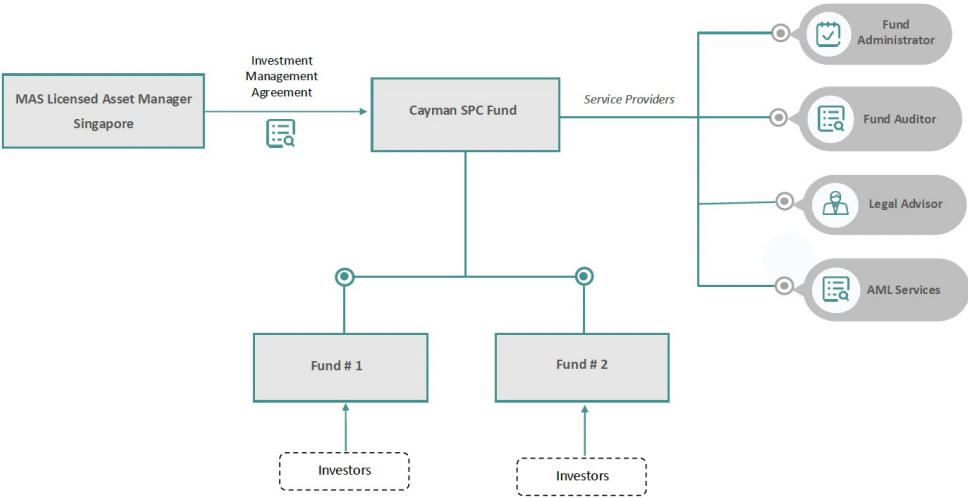 Investment
Management
Agreement
MAS Licensed Asset Manager
Singapore
Cayman SPC Fund
Service Providers
Fund
Administrator
Fund Auditor
Legal Advisor
AML Services
Fund # 1
Fund # 2
Investors
Investors